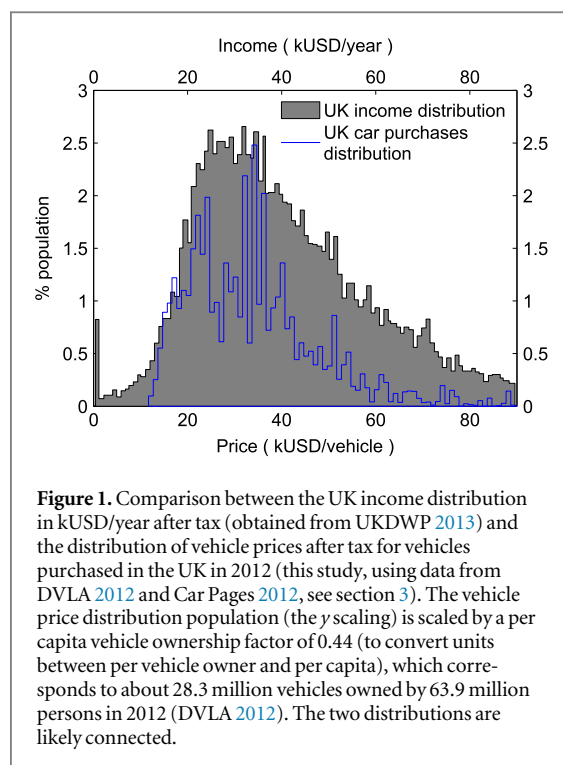 Income ( kUSD/year )
0 20 40 60 80
3 3
UK income distribution
UK car purchases
distribution
2.5 2.5
2 2
% population
1.5 1.5
1 1
0.5 0.5
0 0
0 20 40 60 80
Price ( kUSD/vehicle )
Figure 1. Comparison between the UK income distribution
in kUSD/year after tax (obtained from UKDWP 2013) and
the distribution of vehicle prices after tax for vehicles
purchased in the UK in 2012 (this study, using data from
DVLA 2012 and Car Pages 2012, see section 3). The vehicle
price distribution population (the y scaling) is scaled by a per
capita vehicle ownership factor of 0.44 (to convert units
between per vehicle owner and per capita), which corre-
sponds to about 28.3 million vehicles owned by 63.9 million
persons in 2012 (DVLA 2012). The two distributions are
likely connected.